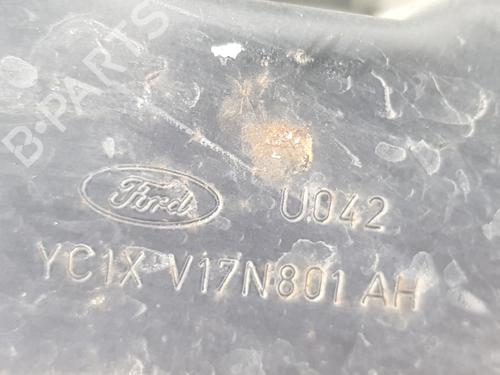 B-PARTS
Ford U042
YC1X V17N801 AH